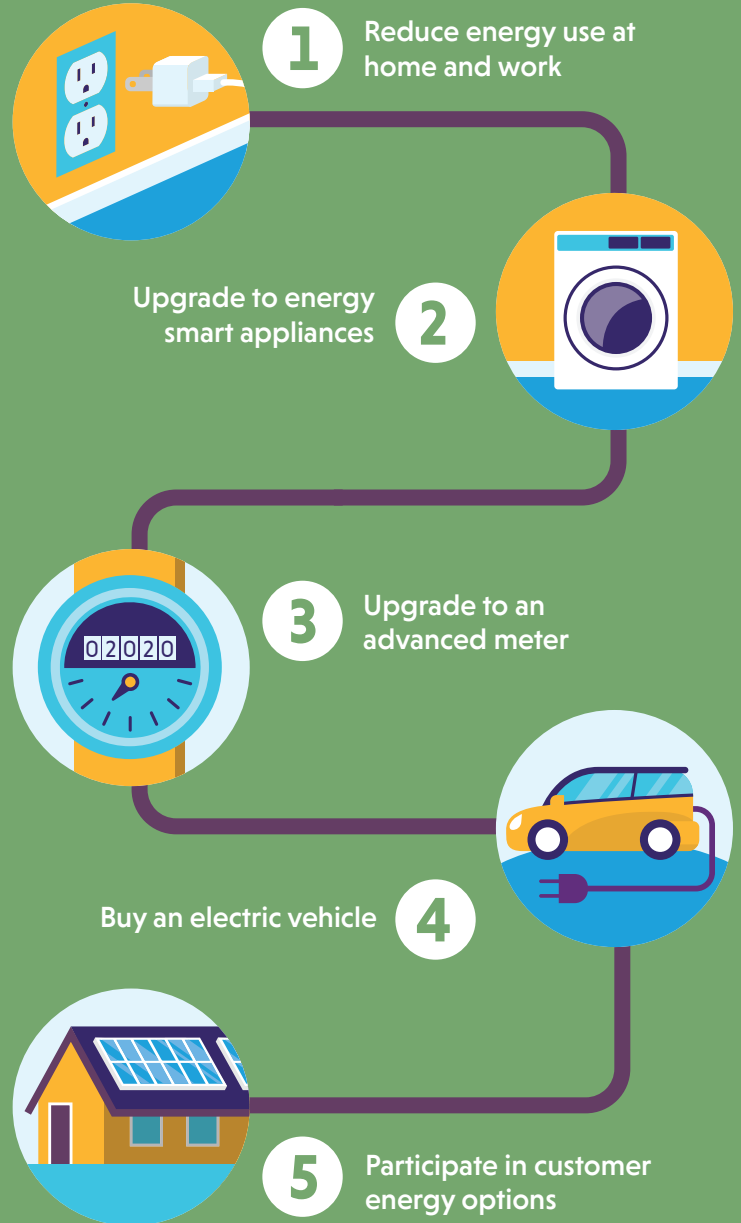 1
Reduce energy use at
home and work
Upgrade to energy
smart appliances
2
02020
3
Upgrade to an
advanced meter
Buy an electric vehicle
4
5
Participate in customer
energy options